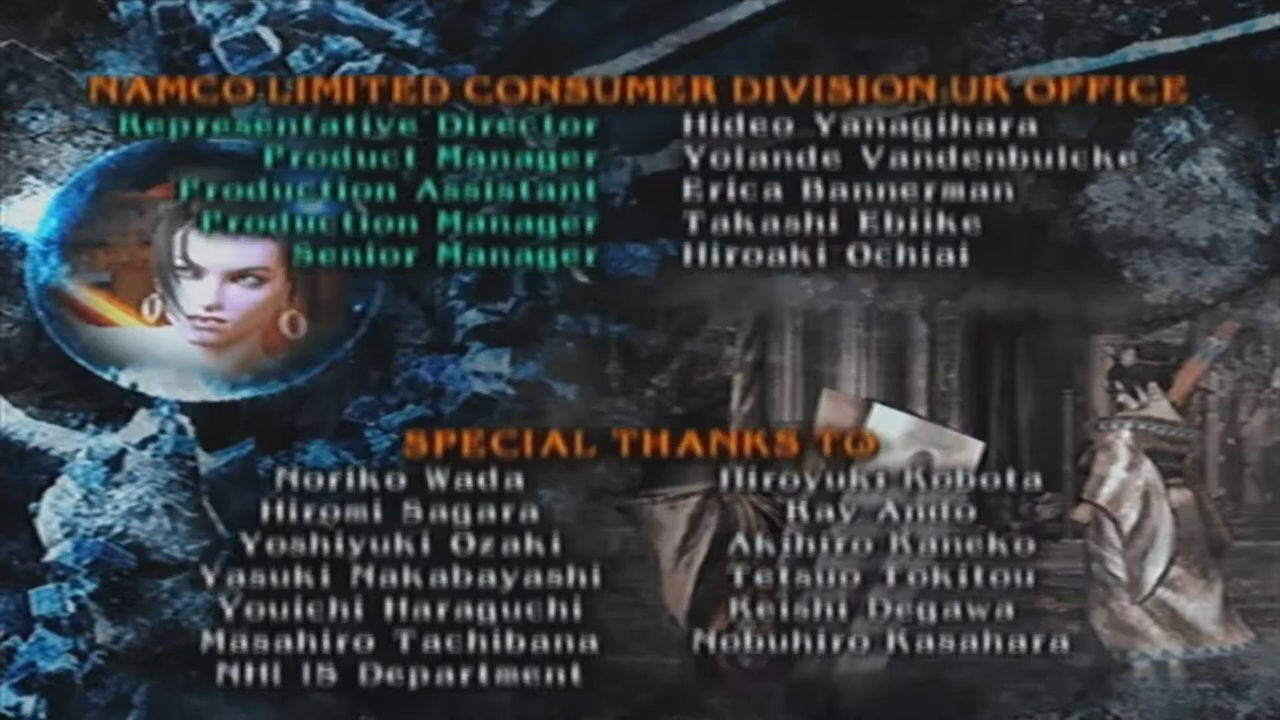 NAMCO LIMITED CONSUMER DIVISION UK OFFICE
Representative Director Hideo Yanagihara
Product Manager Yolande Vandenbulcke
Production Assistant Erica Bannerman
Production Manager Takashi Ebiike
Senior Manager Hiroaki Ochiai
SPECIAL THANKS TO
Noriko Wada Hiroyuki Kobota
Hiromi Sagara Kay Ando
Yoshiyuki Ozaki Akihiro Kaneko
Yasuki Nakabayashi Tetsuo Tokitou
Youichi Haraguchi Keishi Degawa
Masahiro Tachibana Nobuhiro Kasahara
NHI IS Department